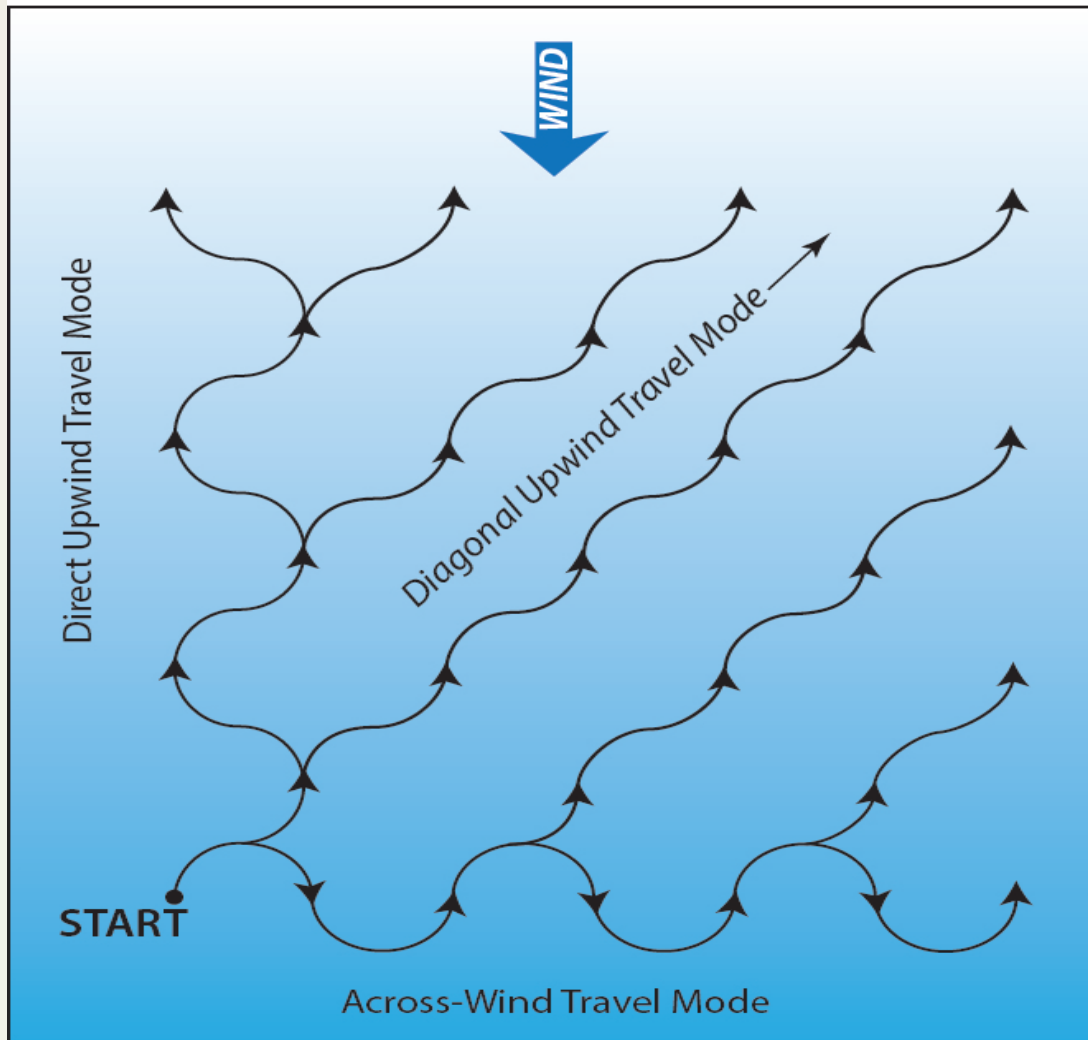 WIND
Direct Upwind Travel Mode
Diagonal Upwind Travel Mode
START
Across-Wind Travel Mode